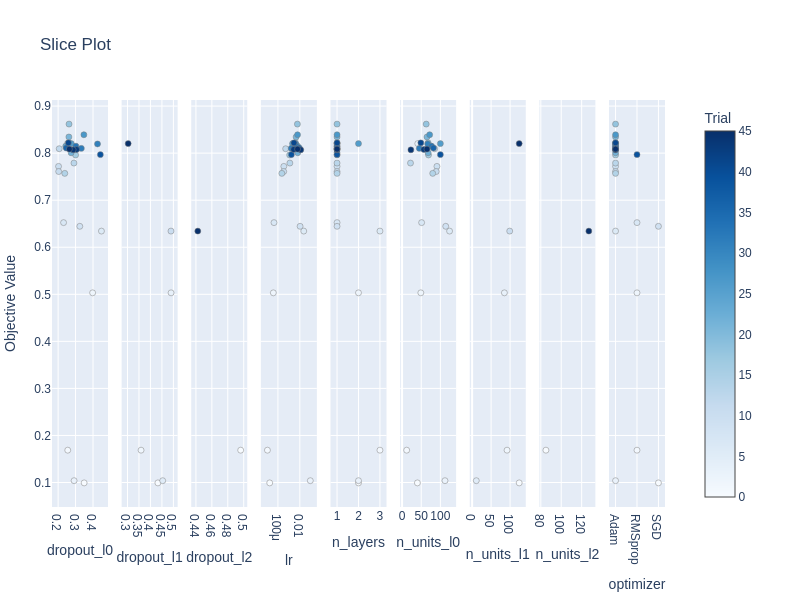 Slice Plot
Trial
0.9
0.8
0.7
0.6
0.5
0.4
0.3
0.2
0.1
Objective Value
0.2 0.3 0.4
dropout_l0
0.3 0.35 0.4 0.45 0.5
dropout_l1
0.44 0.46 0.48 0.5
dropout_l2
100μ 0.01
lr
1 2 3
n_layers
0 50 100
n_units_l0
0 50 100
n_units_l1
80 100 120
n_units_l2
Adam RMSprop SGD
optimizer
45
40
35
30
25
20
15
10
5
0